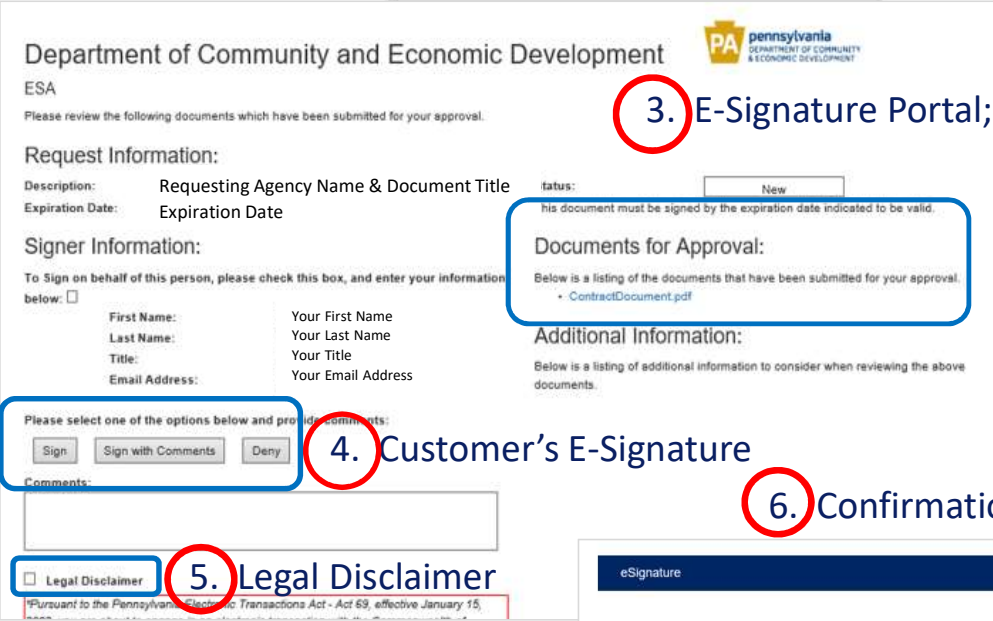 Department of Community and Economic Development
pennsylvania
PA
DEPARTMENT OF COMMUNITY
& ECONOMIC DEVELOPMENT
ESA
Please review the following documents which have been submitted for your approval.
3. E-Signature Portal;
Request Information:
Description: Requesting Agency Name & Document Title
Expiration Date: Expiration Date
tatus: New
his document must be signed by the expiration date indicated to be valid.
Signer Information:
To Sign on behalf of this person, please check this box, and enter your information
below:
First Name: Your First Name
Last Name: Your Last Name
Title: Your Title
Email Address: Your Email Address
Documents for Approval:
Below is a listing of the documents that have been submitted for your approval.
• ContractDocument.pdf
Additional Information:
Below is a listing of additional information to consider when reviewing the above
documents.
Please select one of the options below and provide comments:
Sign Sign with Comments Deny
4. Customer's E-Signature
Comments:
6. Confirmatio
Legal Disclaimer
5. Legal Disclaimer
eSignature
"Pursuant to the Pennsylvania Electronic Transactions Act - Act 69, effective January 15,